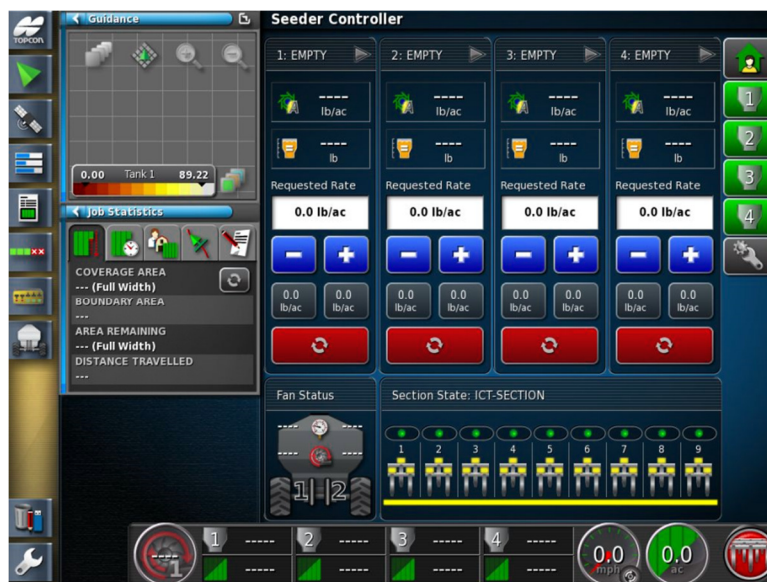 TOPCON
Guidance
0.00 Tank 1 89.22
Job Statistics
COVERAGE AREA
--- (Full Width)
BOUNDARY AREA
---
AREA REMAINING
--- (Full Width)
DISTANCE TRAVELLED
---
Seeder Controller
1: EMPTY
----
lb/ac
----
lb
Requested Rate
0.0 lb/ac
0.0 lb/ac
0.0 lb/ac
2: EMPTY
----
lb/ac
----
lb
Requested Rate
0.0 lb/ac
0.0 lb/ac
0.0 lb/ac
3: EMPTY
----
lb/ac
----
lb
Requested Rate
0.0 lb/ac
0.0 lb/ac
0.0 lb/ac
4: EMPTY
----
lb/ac
----
lb
Requested Rate
0.0 lb/ac
0.0 lb/ac
0.0 lb/ac
1
2
3
4
Fan Status
---- ----
---- ----
1 2
Section State: ICT-SECTION
1 2 3 4 5 6 7 8 9
---- 1
1 ----- 2 ----- 3 ----- 4 -----
----- ----- ----- -----
0.0
mph
0.0
ac